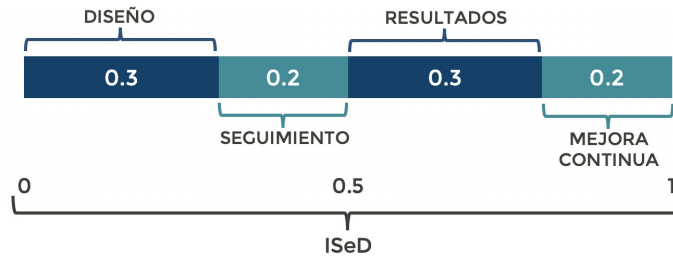 DISEÑO
RESULTADOS
0.3
0.2
0.3
0.2
SEGUIMIENTO
MEJORA
CONTINUA
0
0.5
1
ISeD